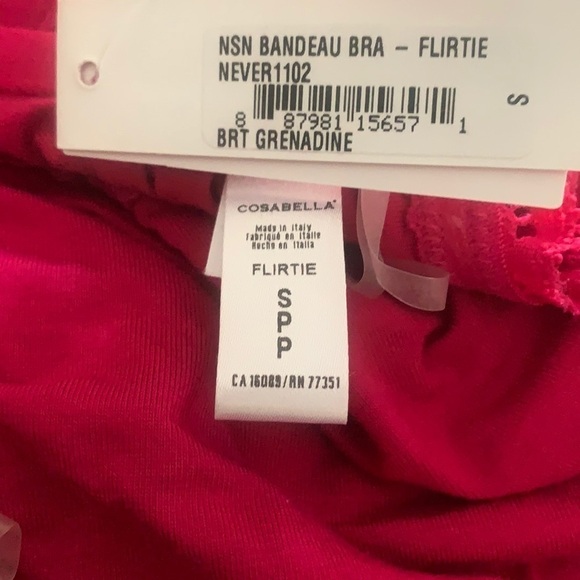 NSN BANDEAU BRA – FLIRTIE
NEVER1102
S
8 87981 15657 1
BRT GRENADINE
COSABELLA
Made in Italy
Fabriqué en Italie
Hecho en Italia
FLIRTIE
S
P
P
CA 16089/RN 77351